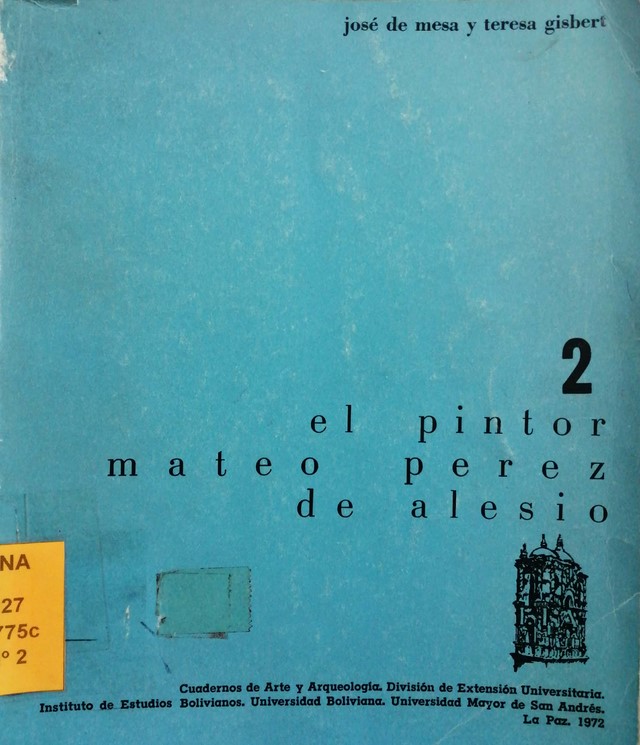 josé de mesa y teresa gisbert
2
el pintor
mateo perez
de alesio
NA
27
775c
º 2
Cuadernos de Arte y Arqueología. División de Extensión Universitaria.
Instituto de Estudios Bolivianos. Universidad Boliviana. Universidad Mayor de San Andrés.
La Paz. 1972